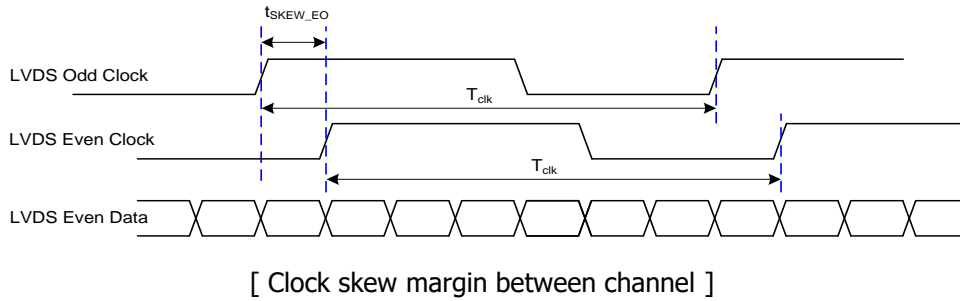 tSKEW_EO
LVDS Odd Clock
Tclk
LVDS Even Clock
Tclk
LVDS Even Data
[ Clock skew margin between channel ]